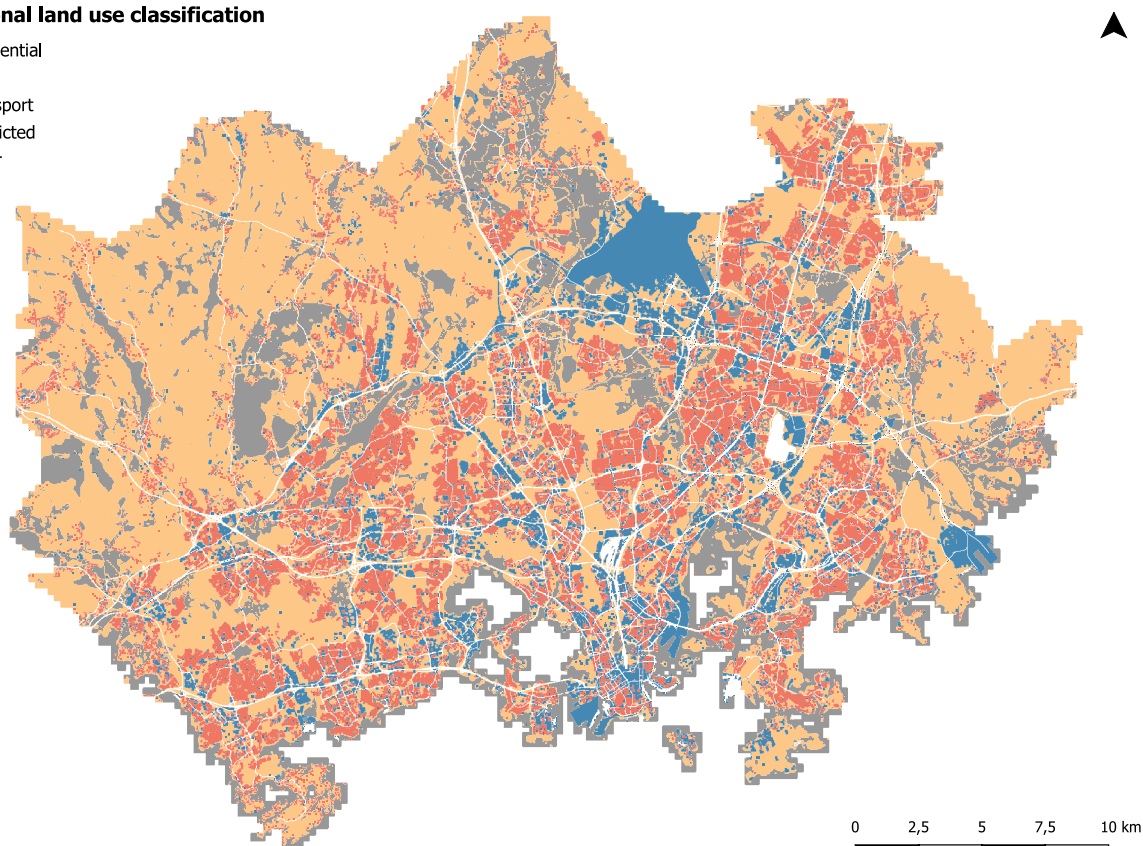 nal land use classification
ential
sport
icted
0 2,5 5 7,5 10 km